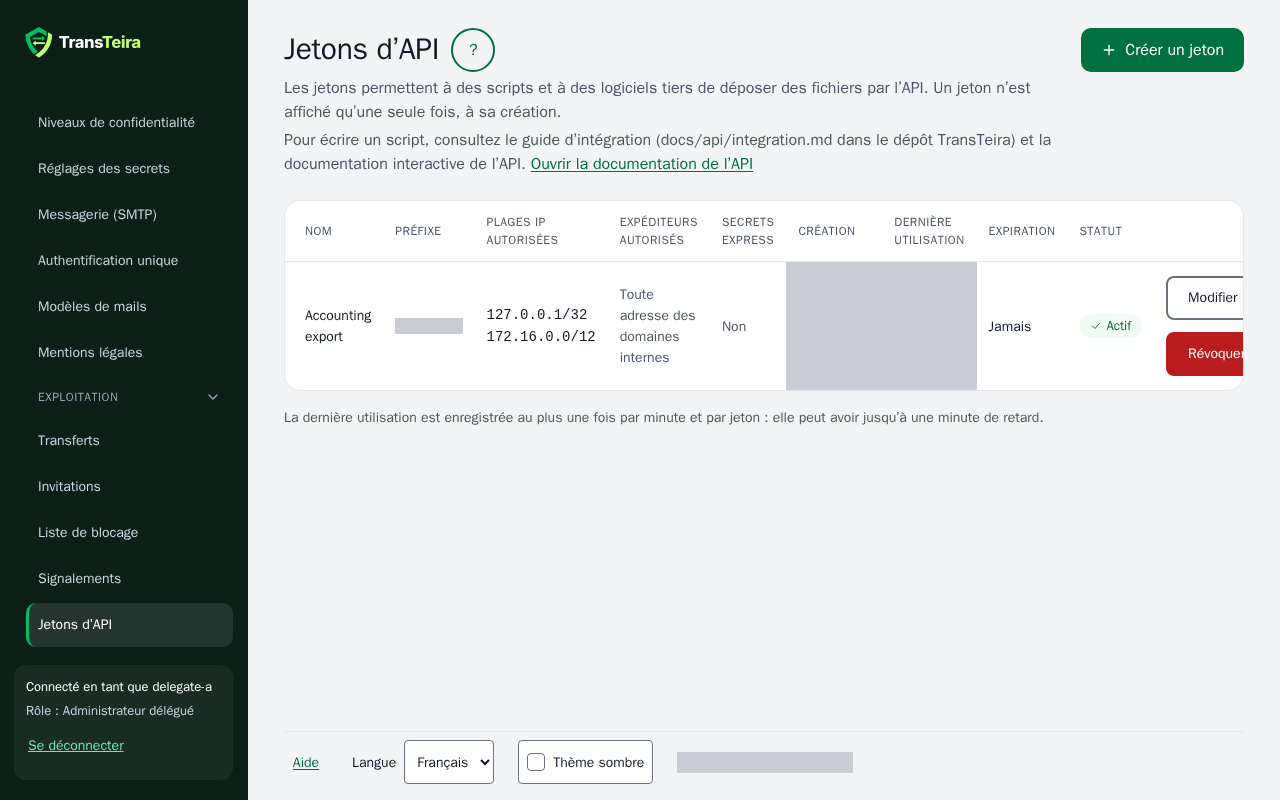 TransTeira
Niveaux de confidentialité
Réglages des secrets
Messagerie (SMTP)
Authentification unique
Modèles de mails
Mentions légales
EXPLOITATION
Transferts
Invitations
Liste de blocage
Signalements
Jetons d'API
Connecté en tant que delegate-a
Rôle : Administrateur délégué
Se déconnecter
Jetons d'API ?
+ Créer un jeton
Les jetons permettent à des scripts et à des logiciels tiers de déposer des fichiers par l'API. Un jeton n'est
affiché qu'une seule fois, à sa création.
Pour écrire un script, consultez le guide d'intégration (docs/api/integration.md dans le dépôt TransTeira) et la
documentation interactive de l'API. Ouvrir la documentation de l'API
NOM
PRÉFIXE
PLAGES IP
AUTORISÉES
EXPÉDITEURS
AUTORISÉS
SECRETS
EXPRESS
CRÉATION
DERNIÈRE
UTILISATION
EXPIRATION
STATUT
Accounting
export
127.0.0.1/32
172.16.0.0/12
Toute
adresse des
domaines
internes
Non
Jamais
Actif
Modifier
Révoquer
La dernière utilisation est enregistrée au plus une fois par minute et par jeton : elle peut avoir jusqu'à une minute de retard.
Aide
Langue
Français
Thème sombre